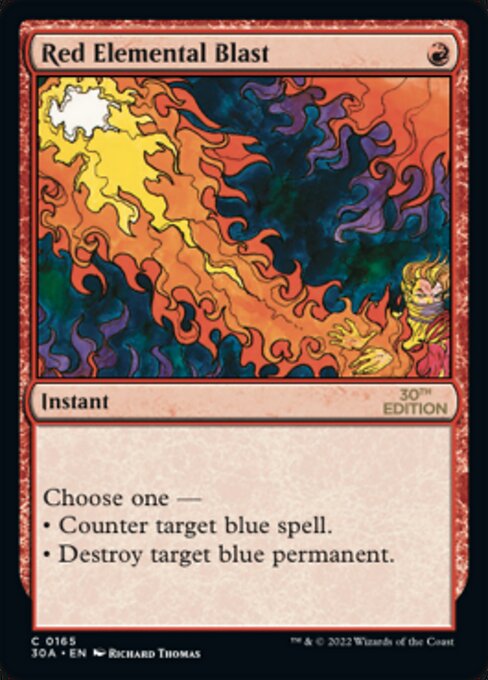 Red Elemental Blast
Instant
30TH
EDITION
Choose one —
• Counter target blue spell.
• Destroy target blue permanent.
C 0165
30A • EN Richard Thomas
™ & © 2022 Wizards of the Coast